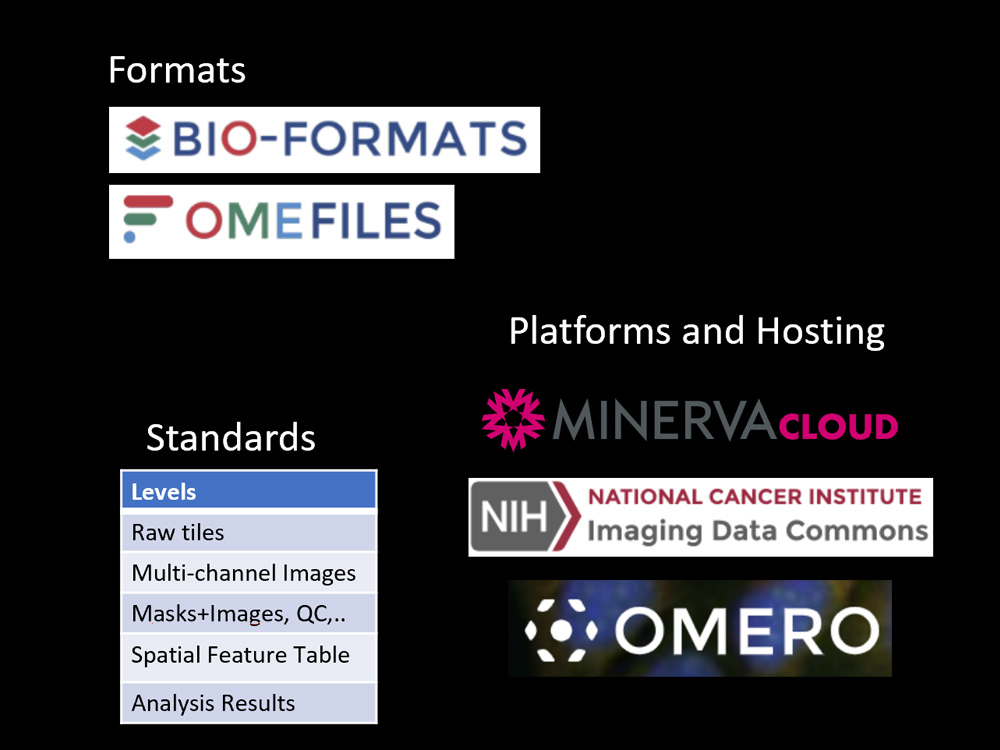 Formats
BIO-FORMATS
OMEFILES
Platforms and Hosting
MINERVACLOUD
NIH
NATIONAL CANCER INSTITUTE
Imaging Data Commons
OMERO
Standards
Levels
Raw tiles
Multi-channel Images
Masks+Images, QC,..
Spatial Feature Table
Analysis Results